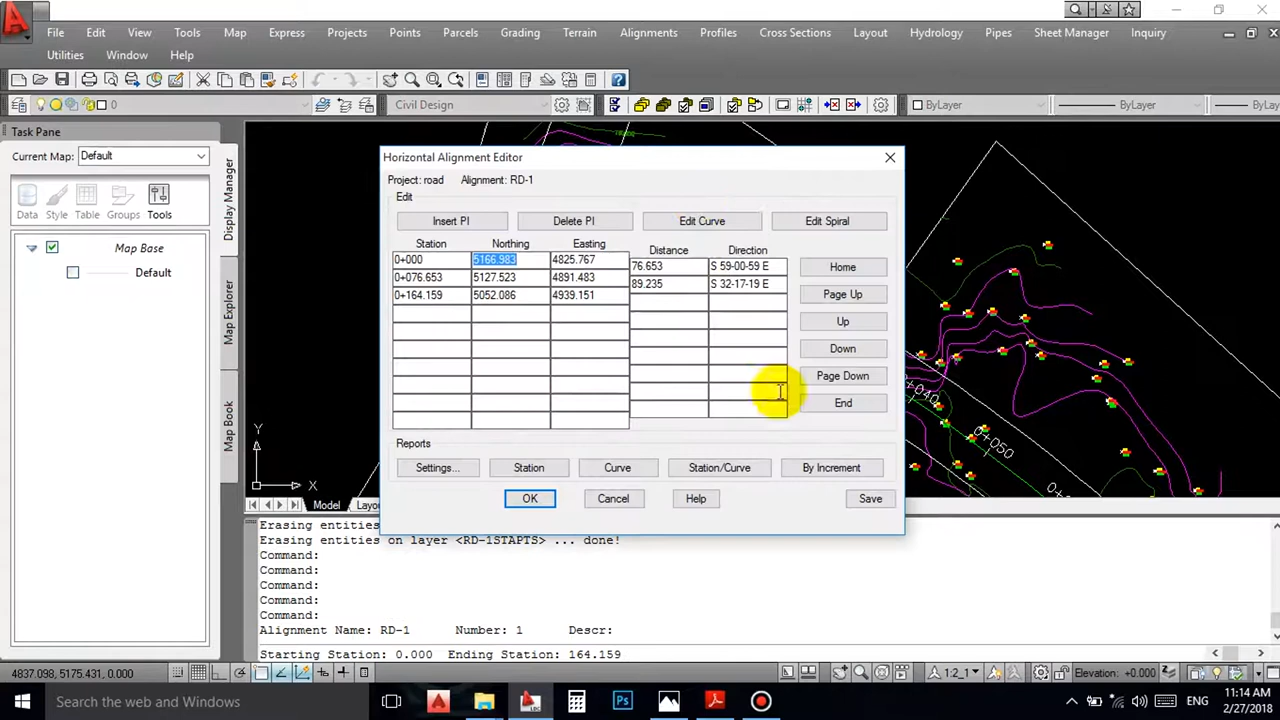 File Edit View Tools Map Express Projects Points Parcels Grading Terrain Alignments Profiles Cross Sections Layout Hydrology Pipes Sheet Manager Inquiry
Utilities Window Help
0 Civil Design ByLayer ByLayer
Task Pane
Current Map: Default
Data Style Table Groups Tools
Map Base
Default
Display Manager
Map Explorer
Map Book
Horizontal Alignment Editor
Project: road Alignment: RD-1
Edit
Insert PI Delete PI Edit Curve Edit Spiral
Station Northing Easting Distance Direction
0+000 5166.983 4825.767 76.653 S 59-00-59 E
0+076.653 5127.523 4891.483 89.235 S 32-17-19 E
0+164.159 5052.086 4939.151
Home
Page Up
Up
Down
Page Down
End
Reports
Settings... Station Curve Station/Curve By Increment
OK Cancel Help Save
+040
0+050
Y
X
Model Layo
Erasing entities
Erasing entities on layer <RD-1STAPTS> ... done!
Command:
Command:
Command:
Command:
Command:
Alignment Name: RD-1 Number: 1 Descr:
Starting Station: 0.000 Ending Station: 164.159
4837.098, 5175.431, 0.000 1:2_1 Elevation: +0.000
Search the web and Windows
ENG
11:14 AM
2/27/2018